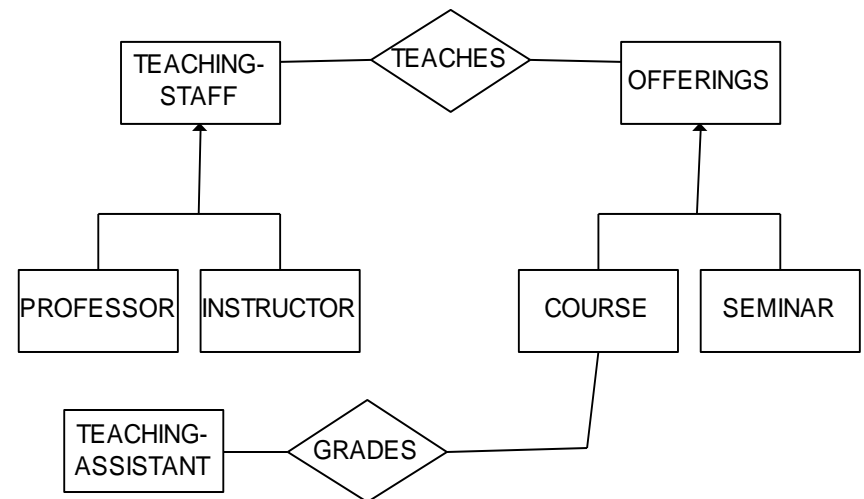 TEACHING-
STAFF
TEACHES
OFFERINGS
PROFESSOR
INSTRUCTOR
COURSE
SEMINAR
TEACHING-
ASSISTANT
GRADES